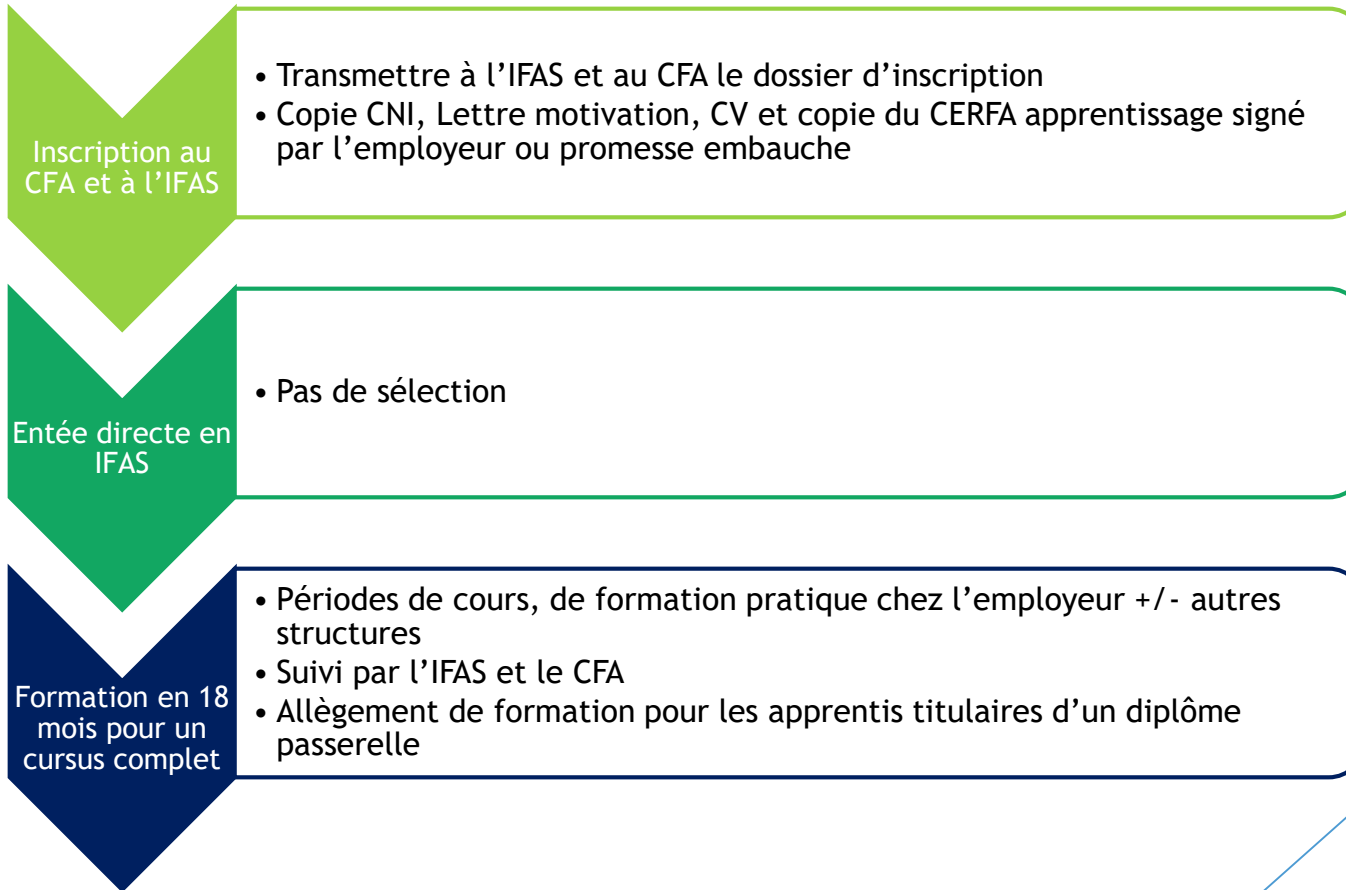 Inscription au
CFA et à l'IFAS
• Transmettre à l'IFAS et au CFA le dossier d'inscription
• Copie CNI, Lettre motivation, CV et copie du CERFA apprentissage signé
par l'employeur ou promesse embauche
Entée directe en
IFAS
• Pas de sélection
Formation en 18
mois pour un
cursus complet
• Périodes de cours, de formation pratique chez l'employeur +/- autres
structures
• Suivi par l'IFAS et le CFA
• Allègement de formation pour les apprentis titulaires d'un diplôme
passerelle